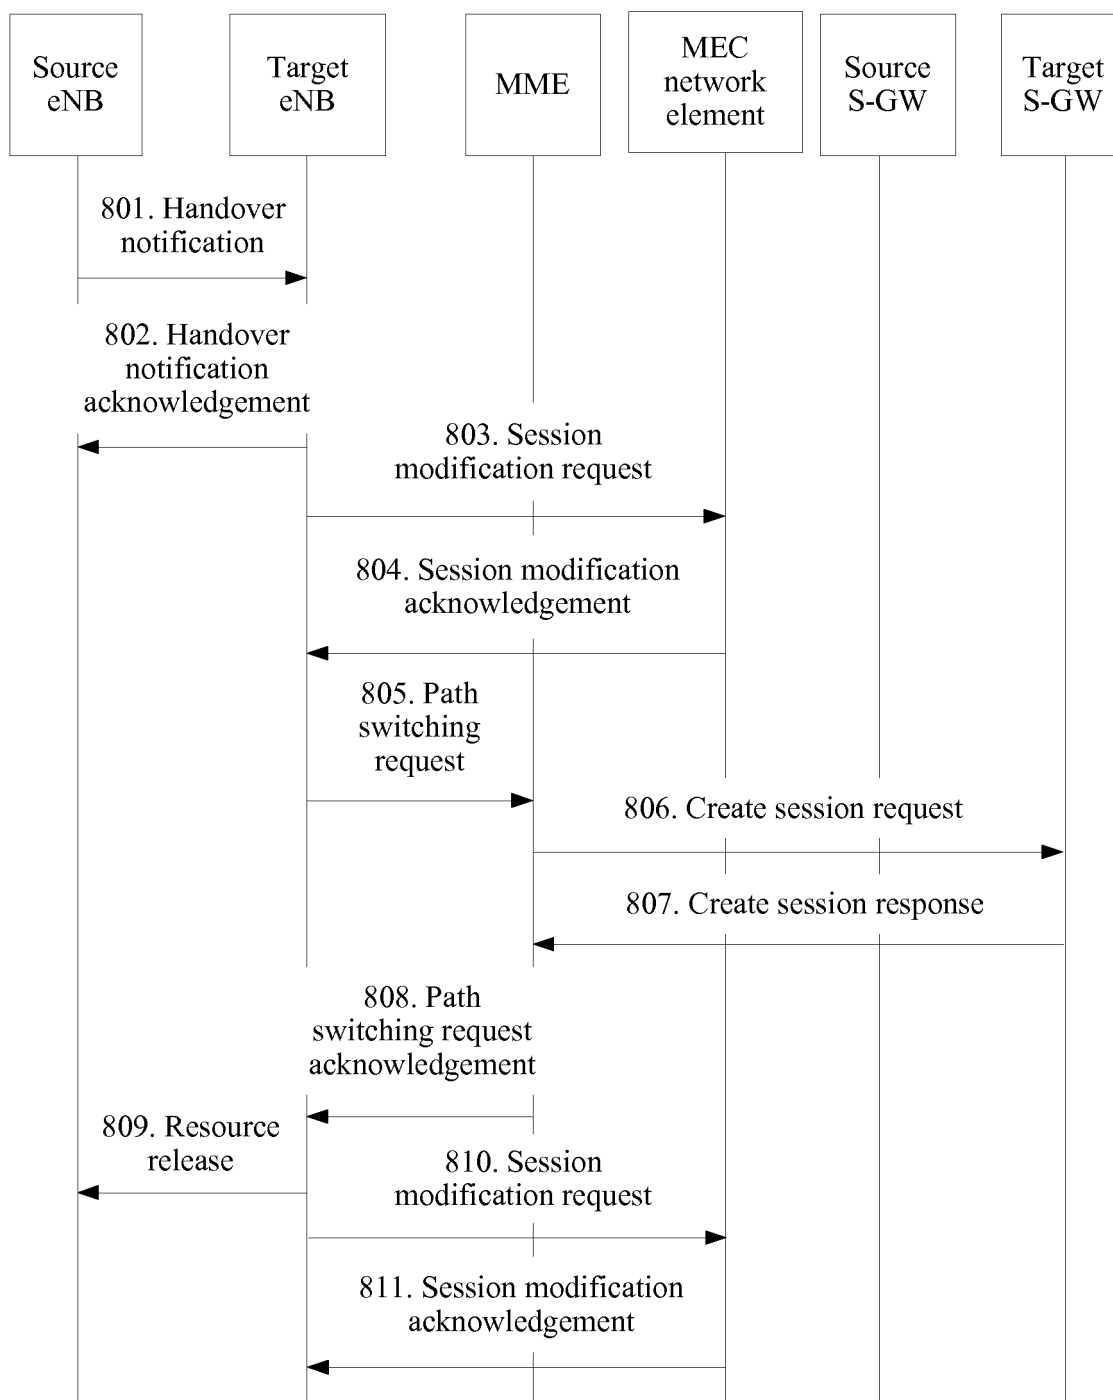 Source
eNB
Target
eNB
MME
MEC
network
element
Source
S-GW
Target
S-GW
801. Handover
notification
802. Handover
notification
acknowledgement
803. Session
modification request
804. Session modification
acknowledgement
805. Path
switching
request
806. Create session request
807. Create session response
808. Path
switching request
acknowledgement
809. Resource
release
810. Session
modification request
811. Session modification
acknowledgement